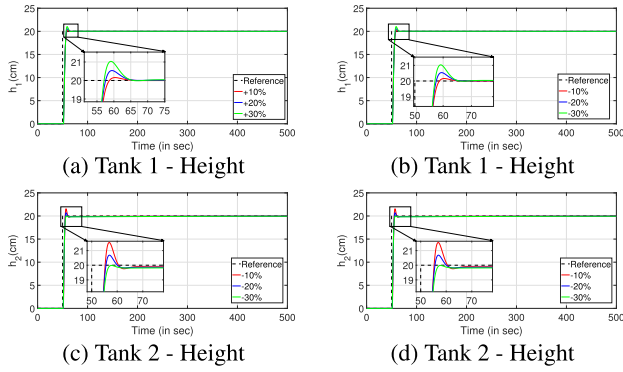 25
20
15
10
5
0
h1(cm)
21
20
19
55 60 65 70 75
Reference
+10%
+20%
+30%
0 100 200 300 400 500
Time (in sec)
(a) Tank 1 - Height
25
20
15
10
5
0
h1(cm)
21
20
19
50 60 70
Reference
-10%
-20%
-30%
0 100 200 300 400 500
Time (in sec)
(b) Tank 1 - Height
25
20
15
10
5
0
h2(cm)
21
20
19
50 60 70
Reference
-10%
-20%
-30%
0 100 200 300 400 500
Time (in sec)
(c) Tank 2 - Height
25
20
15
10
5
0
h2(cm)
21
20
19
50 60 70
Reference
-10%
-20%
-30%
0 100 200 300 400 500
Time (in sec)
(d) Tank 2 - Height